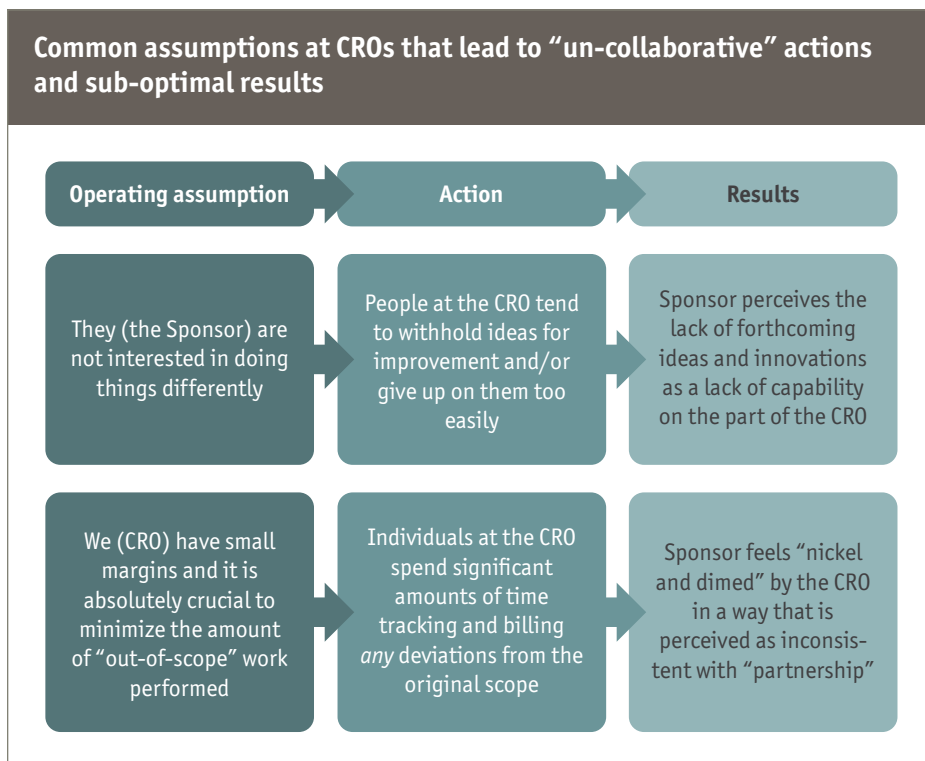 Common assumptions at CROs that lead to “un-collaborative” actions
and sub-optimal results
Operating assumption
Action
Results
They (the Sponsor) are
not interested in doing
things differently
People at the CRO tend
to withhold ideas for
improvement and/or
give up on them too
easily
Sponsor perceives the
lack of forthcoming
ideas and innovations
as a lack of capability
on the part of the CRO
We (CRO) have small
margins and it is
absolutely crucial to
minimize the amount
of “out-of-scope” work
performed
Individuals at the CRO
spend significant
amounts of time
tracking and billing
any deviations from the
original scope
Sponsor feels “nickel
and dimed” by the CRO
in a way that is
perceived as inconsis-
tent with “partnership”